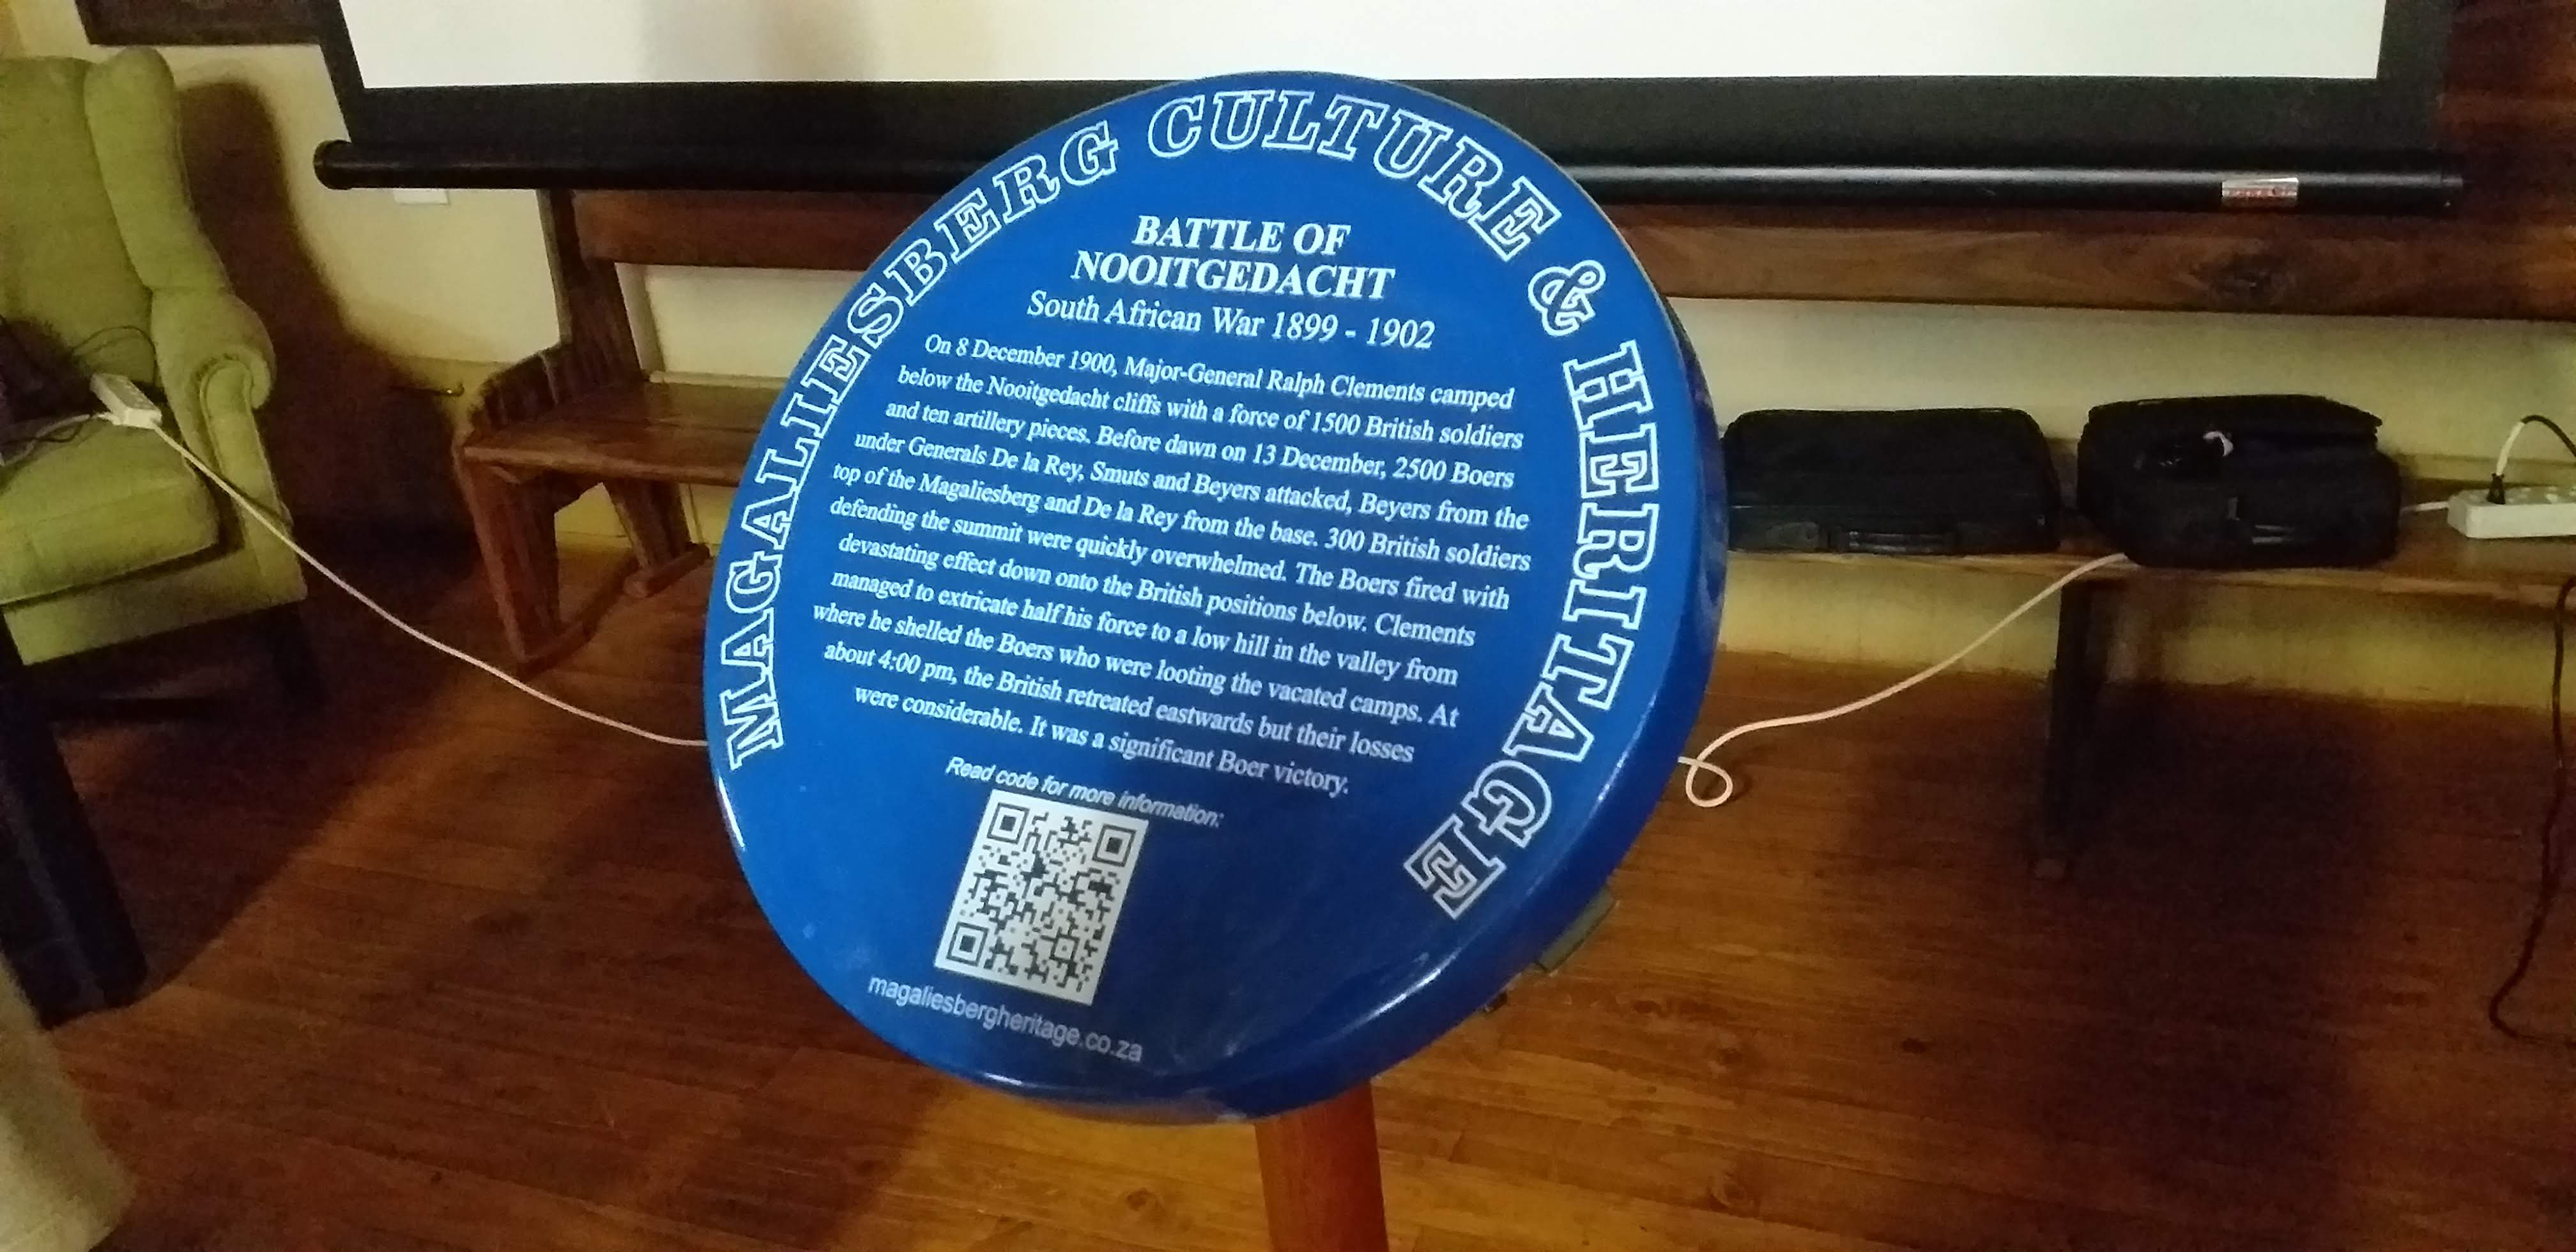 MAGALIESBERG CULTURE & HERITAGE
BATTLE OF
NOOITGEDACHT
South African War 1899 - 1902
On 8 December 1900, Major-General Ralph Clements camped
below the Nooitgedacht cliffs with a force of 1500 British soldiers
and ten artillery pieces. Before dawn on 13 December, 2500 Boers
under Generals De la Rey, Smuts and Beyers attacked, Beyers from the
top of the Magaliesberg and De la Rey from the base. 300 British soldiers
defending the summit were quickly overwhelmed. The Boers fired with
devastating effect down onto the British positions below. Clements
managed to extricate half his force to a low hill in the valley from
where he shelled the Boers who were looting the vacated camps. At
about 4:00 pm, the British retreated eastwards but their losses
were considerable. It was a significant Boer victory.
Read code for more information:
magaliesbergheritage.co.za